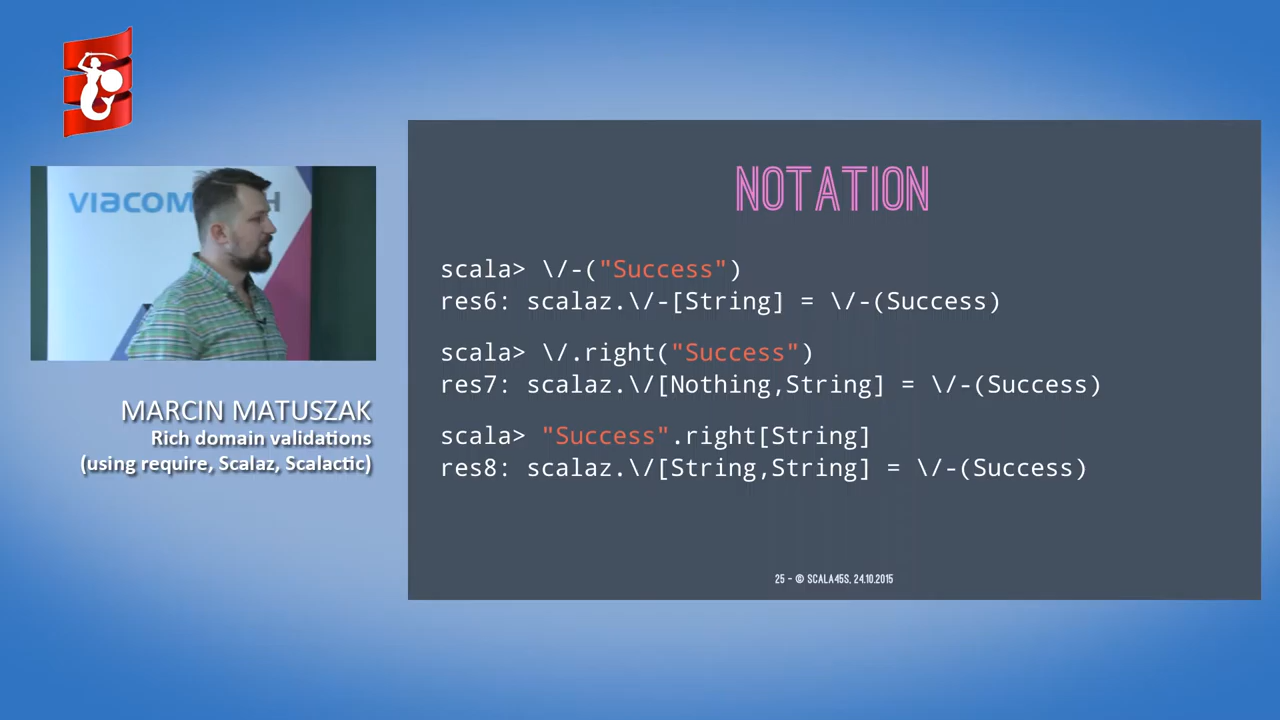 VIACOM
H
MARCIN MATUSZAK
Rich domain validations
(using require, Scalaz, Scalactic)
NOTATION
scala> \/-("Success")
res6: scalaz.\/-[String] = \/-(Success)
scala> \/.right("Success")
res7: scalaz.\/[Nothing,String] = \/-(Success)
scala> "Success".right[String]
res8: scalaz.\/[String,String] = \/-(Success)
25 - © SCALA45S, 24.10.2015